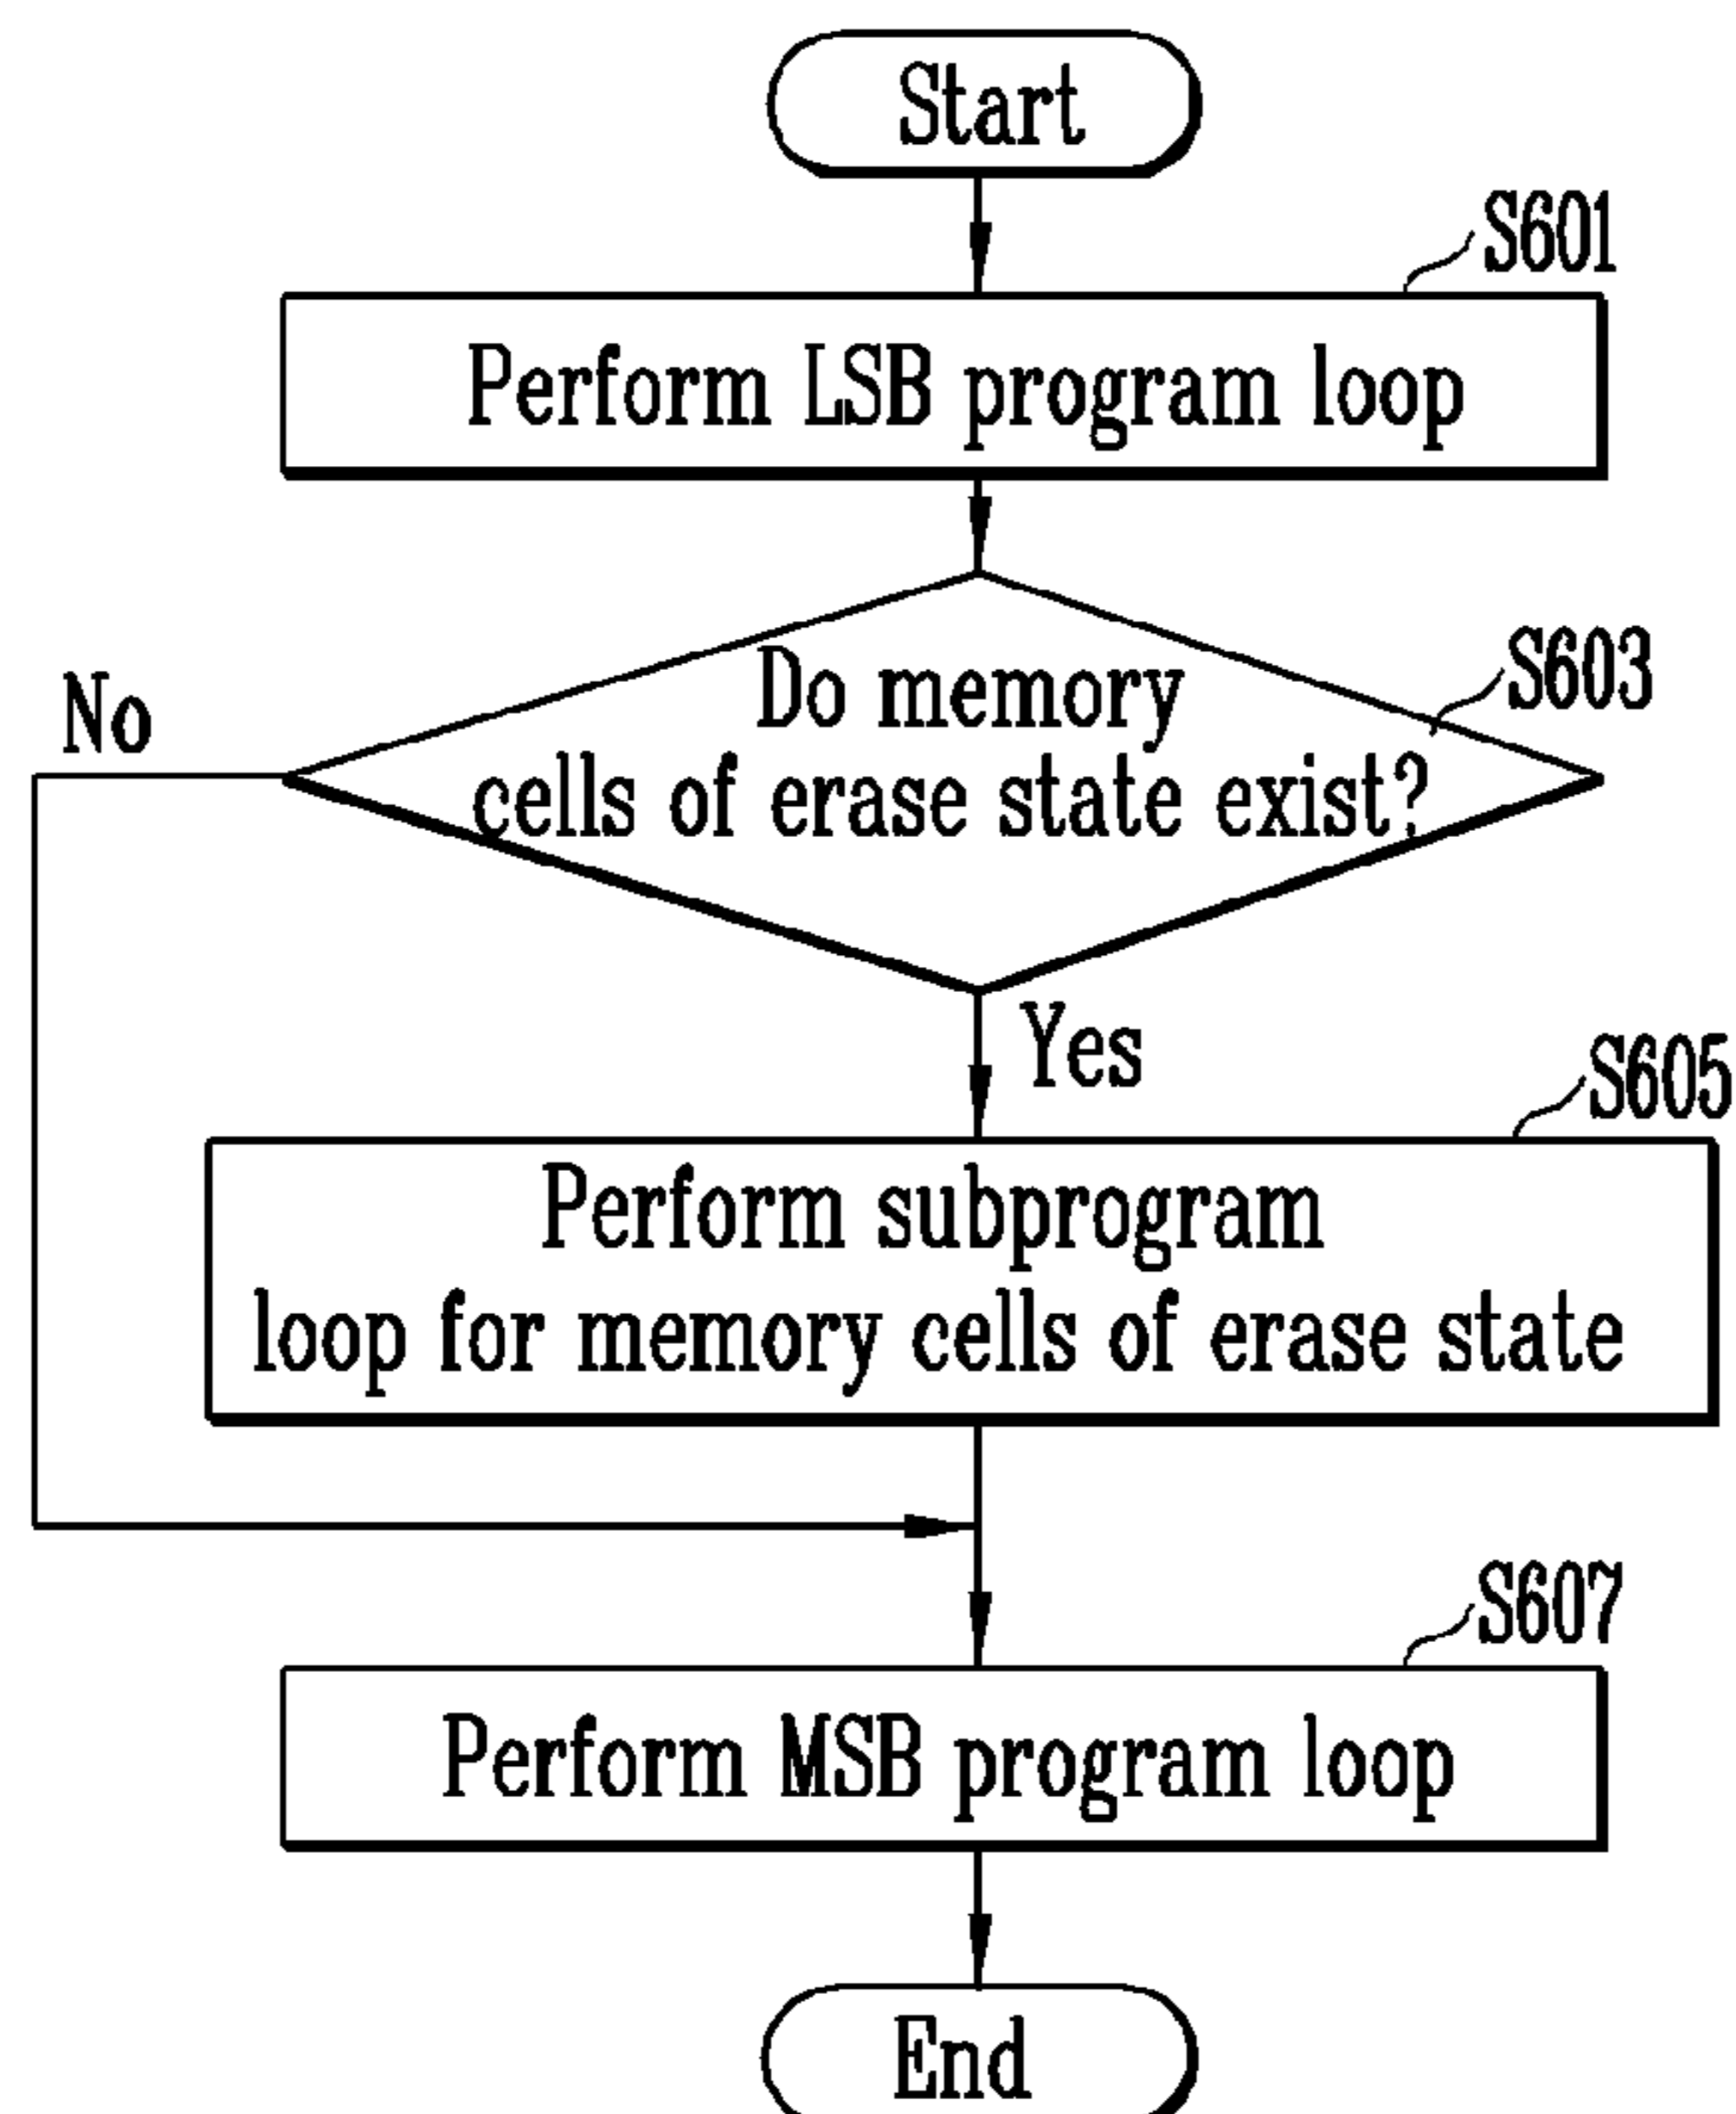 Start
S601
Perform LSB program loop
S603
Do memory
cells of erase state exist?
No
Yes
S605
Perform subprogram
loop for memory cells of erase state
S607
Perform MSB program loop
End